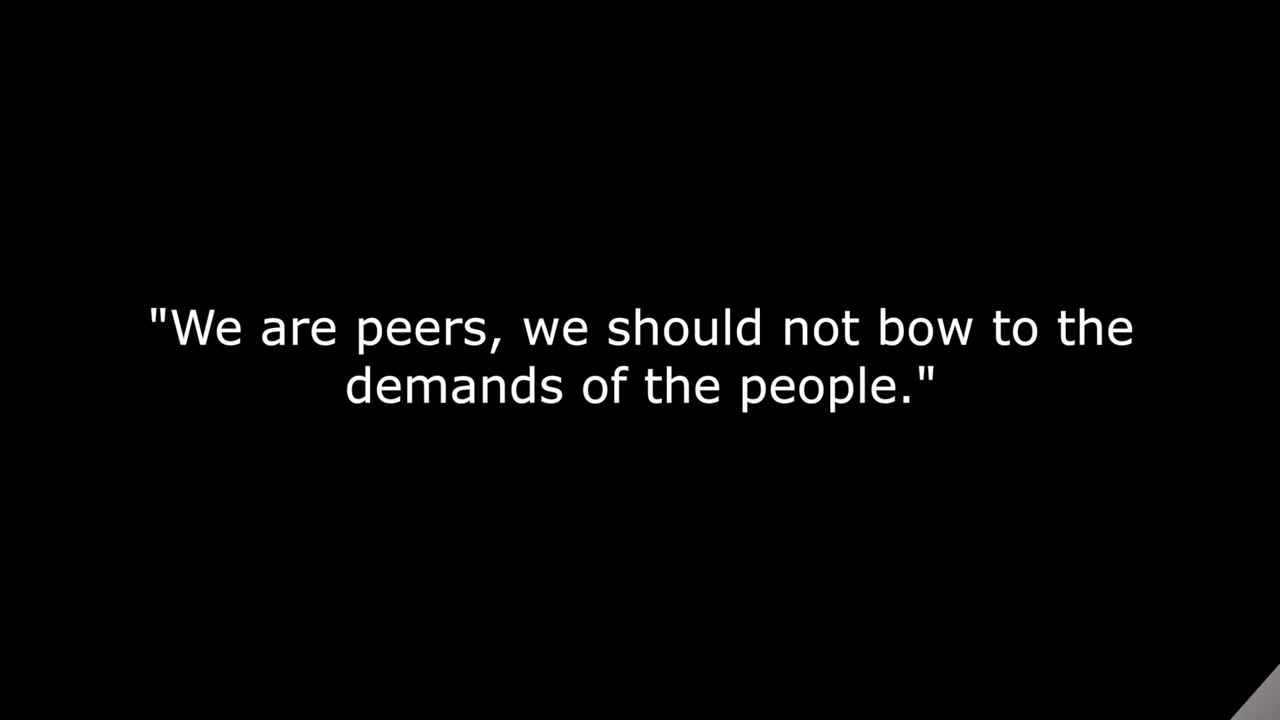 "We are peers, we should not bow to the
demands of the people."